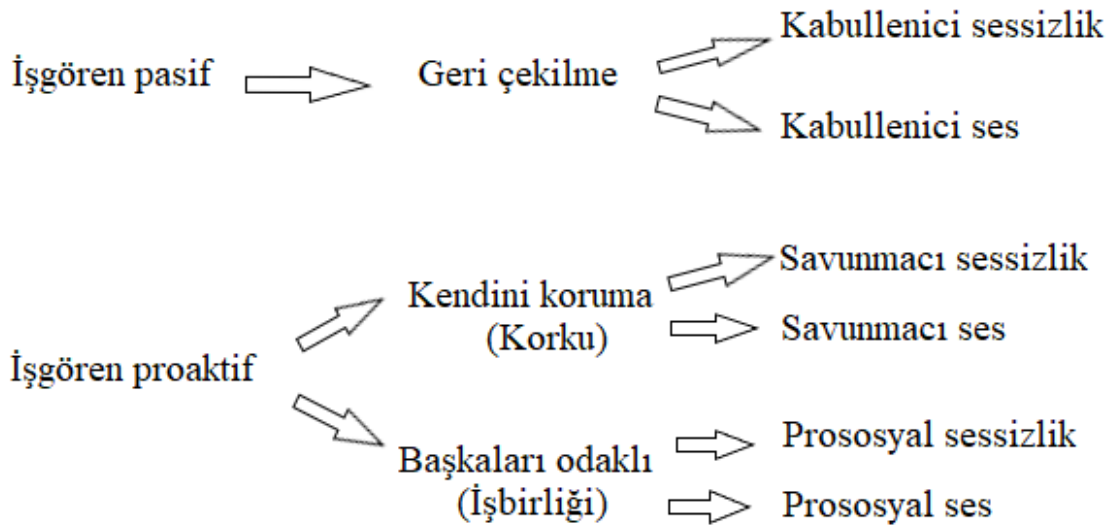 Kabullenici sessizlik
İşgören pasif
Geri çekilme
Kabullenici ses
Savunmacı sessizlik
Kendini koruma
(Korku)
Savunmacı ses
İşgören proaktif
Prososyal sessizlik
Başkaları odaklı
(İşbirliği)
Prososyal ses